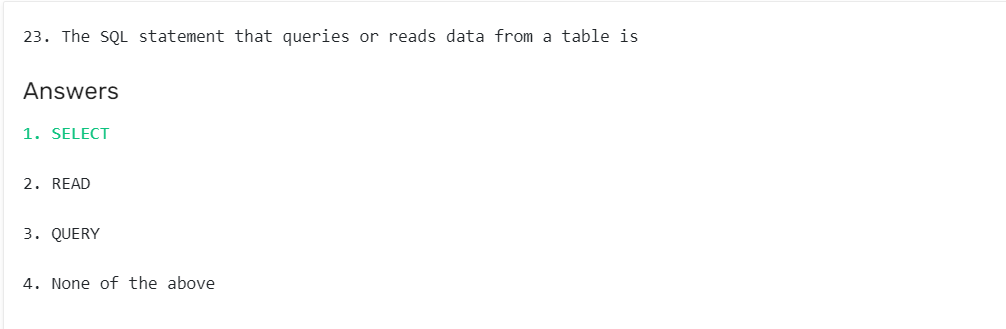 23. The SQL statement that queries or reads data from a table is
Answers
1. SELECT
2. READ
3. QUERY
4. None of the above